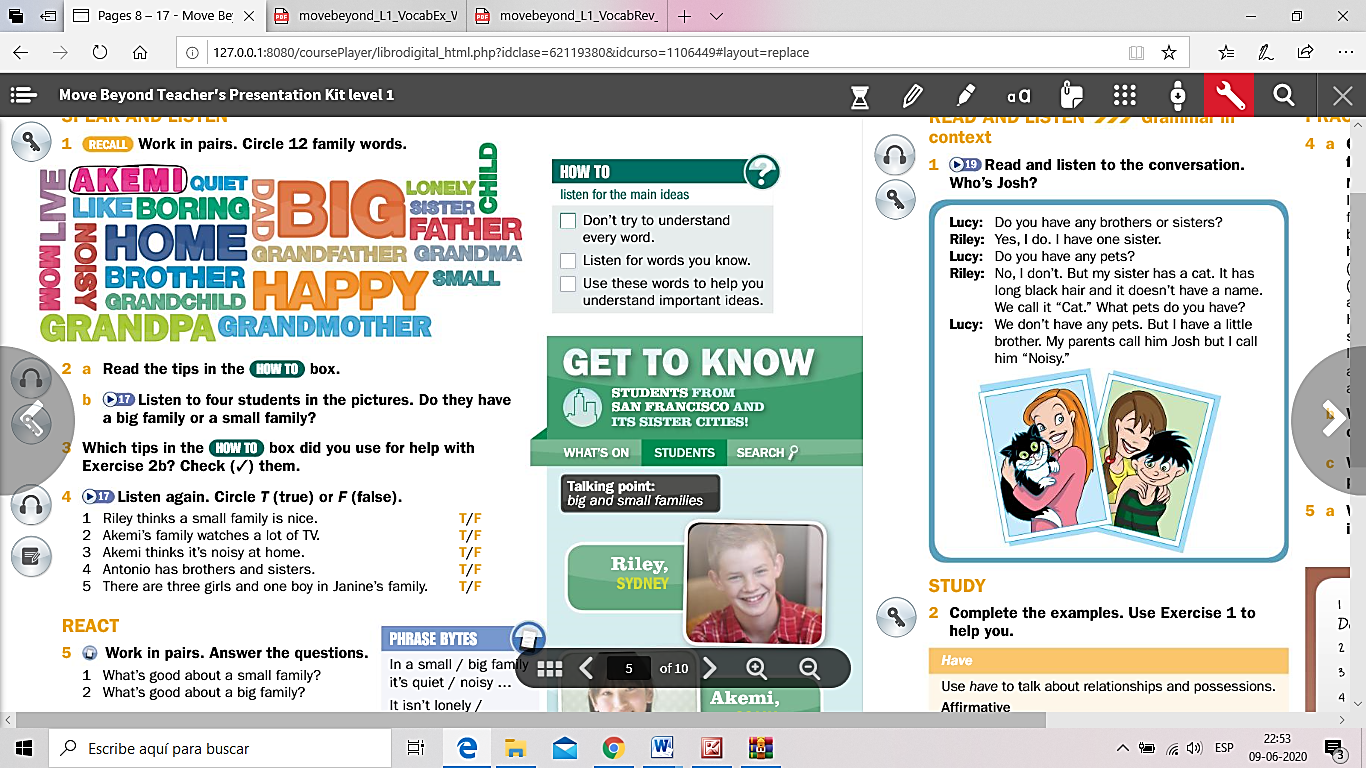 Pages 8 – 17 - Move Be
movebeyond_L1_VocabEx_V
movebeyond_L1_VocabRev_
127.0.0.1:8080/coursePlayer/librodigital_html.php?idclase=62119380&idcurso=1106449#layout=replace
Move Beyond Teacher's Presentation Kit level 1
aA
SPEAK AND LISTEN
1 RECALL Work in pairs. Circle 12 family words.
LIVE
AKEMI
QUIET
DAD
BIG
LONELY
CHILD
LIKE
BORING
SISTER
MOM
NOISY
HOME
FATHER
GRANDFATHER
GRANDMA
BROTHER
HAPPY
SMALL
GRANDCHILD
GRANDPA
GRANDMOTHER
2 a Read the tips in the HOW TO box.
b 17 Listen to four students in the pictures. Do they have
a big family or a small family?
3 Which tips in the HOW TO box did you use for help with
Exercise 2b? Check (✓) them.
4 17 Listen again. Circle T (true) or F (false).
1 Riley thinks a small family is nice. T/F
2 Akemi's family watches a lot of TV. T/F
3 Akemi thinks it's noisy at home. T/F
4 Antonio has brothers and sisters. T/F
5 There are three girls and one boy in Janine's family. T/F
REACT
5 Work in pairs. Answer the questions.
1 What's good about a small family?
2 What's good about a big family?
PHRASE BYTES
In a small / big family
it's quiet / noisy ...
It isn't lonely /
HOW TO
?
listen for the main ideas
Don't try to understand
every word.
Listen for words you know.
Use these words to help you
understand important ideas.
GET TO KNOW
STUDENTS FROM
SAN FRANCISCO AND
ITS SISTER CITIES!
WHAT'S ON STUDENTS SEARCH
Talking point:
big and small families
Riley,
SYDNEY
Akemi,
5 of 10
READ AND LISTEN >>> Grammar in
context
1 19 Read and listen to the conversation.
Who's Josh?
Lucy: Do you have any brothers or sisters?
Riley: Yes, I do. I have one sister.
Lucy: Do you have any pets?
Riley: No, I don't. But my sister has a cat. It has
long black hair and it doesn't have a name.
We call it "Cat." What pets do you have?
Lucy: We don't have any pets. But I have a little
brother. My parents call him Josh but I call
him "Noisy."
STUDY
2 Complete the examples. Use Exercise 1 to
help you.
Have
Use have to talk about relationships and possessions.
Affirmative
4 a
b
c
5 a
1
2
3
4
Escribe aquí para buscar
ESP
22:53
09-06-2020
3